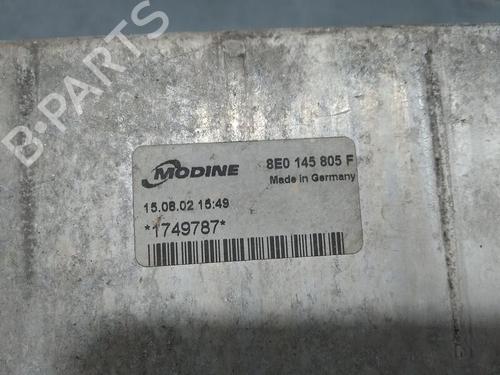 B-PARTS
MODINE
8E0 145 805 F
Made in Germany
15.08.02 15:49
*1749787*